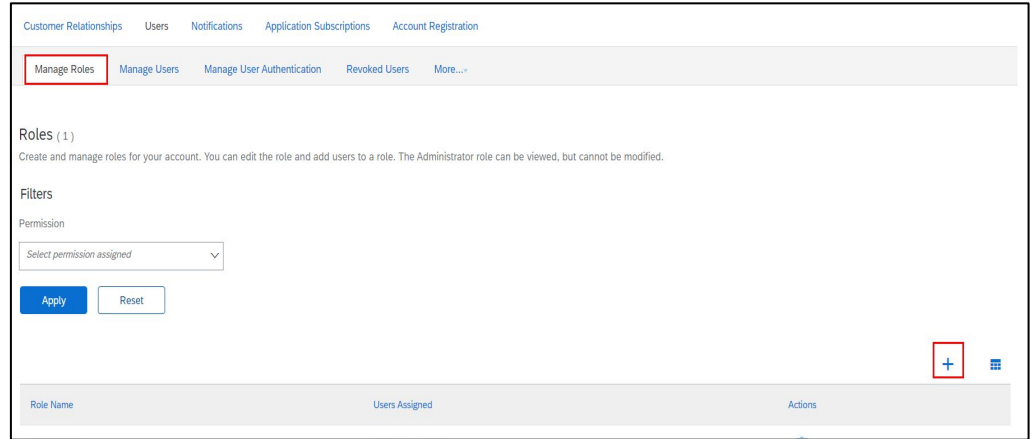 Customer Relationships Users Notifications Application Subscriptions Account Registration
Manage Roles Manage Users Manage User Authentication Revoked Users More...
Roles (1)
Create and manage roles for your account. You can edit the role and add users to a role. The Administrator role can be viewed, but cannot be modified.
Filters
Permission
Select permission assigned
Apply Reset
+
Role Name Users Assigned Actions